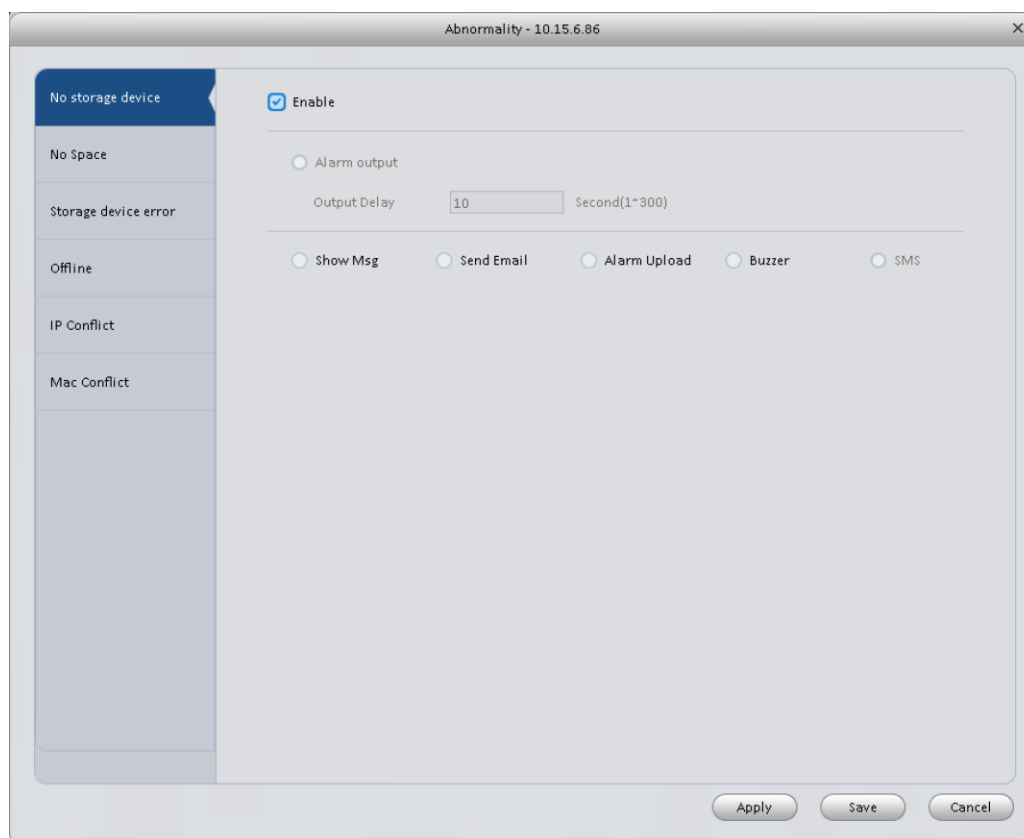 Abnormality - 10.15.6.86
No storage device
Enable
No Space
Alarm output
Storage device error
Output Delay 10 Second(1~300)
Offline
Show Msg Send Email Alarm Upload Buzzer SMS
IP Conflict
Mac Conflict
Apply Save Cancel